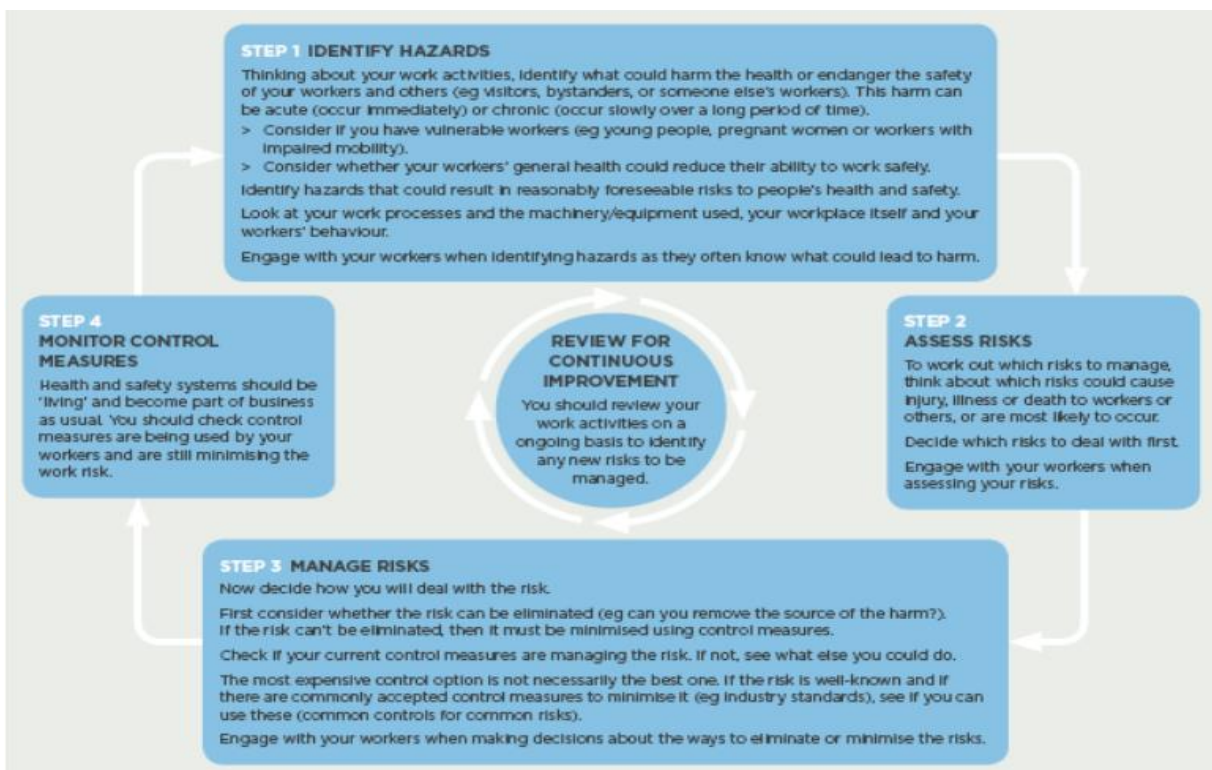 STEP 1 IDENTIFY HAZARDS
Thinking about your work activities, identify what could harm the health or endanger the safety
of your workers and others (eg visitors, bystanders, or someone else's workers). This harm can
be acute (occur immediately) or chronic (occur slowly over a long period of time).
> Consider if you have vulnerable workers (eg young people, pregnant women or workers with
impaired mobility).
> Consider whether your workers' general health could reduce their ability to work safely.
Identify hazards that could result in reasonably foreseeable risks to people's health and safety.
Look at your work processes and the machinery/equipment used, your workplace itself and your
workers' behaviour.
Engage with your workers when identifying hazards as they often know what could lead to harm.
STEP 2
ASSESS RISKS
To work out which risks to manage,
think about which risks could cause
injury, illness or death to workers or
others, or are most likely to occur.
Decide which risks to deal with first.
Engage with your workers when
assessing your risks.
STEP 3 MANAGE RISKS
Now decide how you will deal with the risk.
First consider whether the risk can be eliminated (eg can you remove the source of the harm?).
If the risk can't be eliminated, then it must be minimised using control measures.
Check if your current control measures are managing the risk. If not, see what else you could do.
The most expensive control option is not necessarily the best one. If the risk is well-known and if
there are commonly accepted control measures to minimise it (eg industry standards), see if you can
use these (common controls for common risks).
Engage with your workers when making decisions about the ways to eliminate or minimise the risks.
STEP 4
MONITOR CONTROL
MEASURES
Health and safety systems should be
'living' and become part of business
as usual. You should check control
measures are being used by your
workers and are still minimising the
work risk.
REVIEW FOR
CONTINUOUS
IMPROVEMENT
You should review your
work activities on a
ongoing basis to identify
any new risks to be
managed.